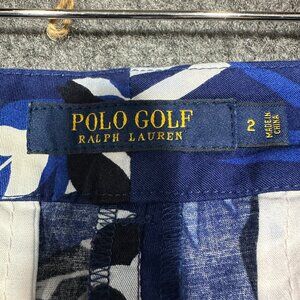 POLO GOLF
RALPH LAUREN
2
MADE IN
CHINA